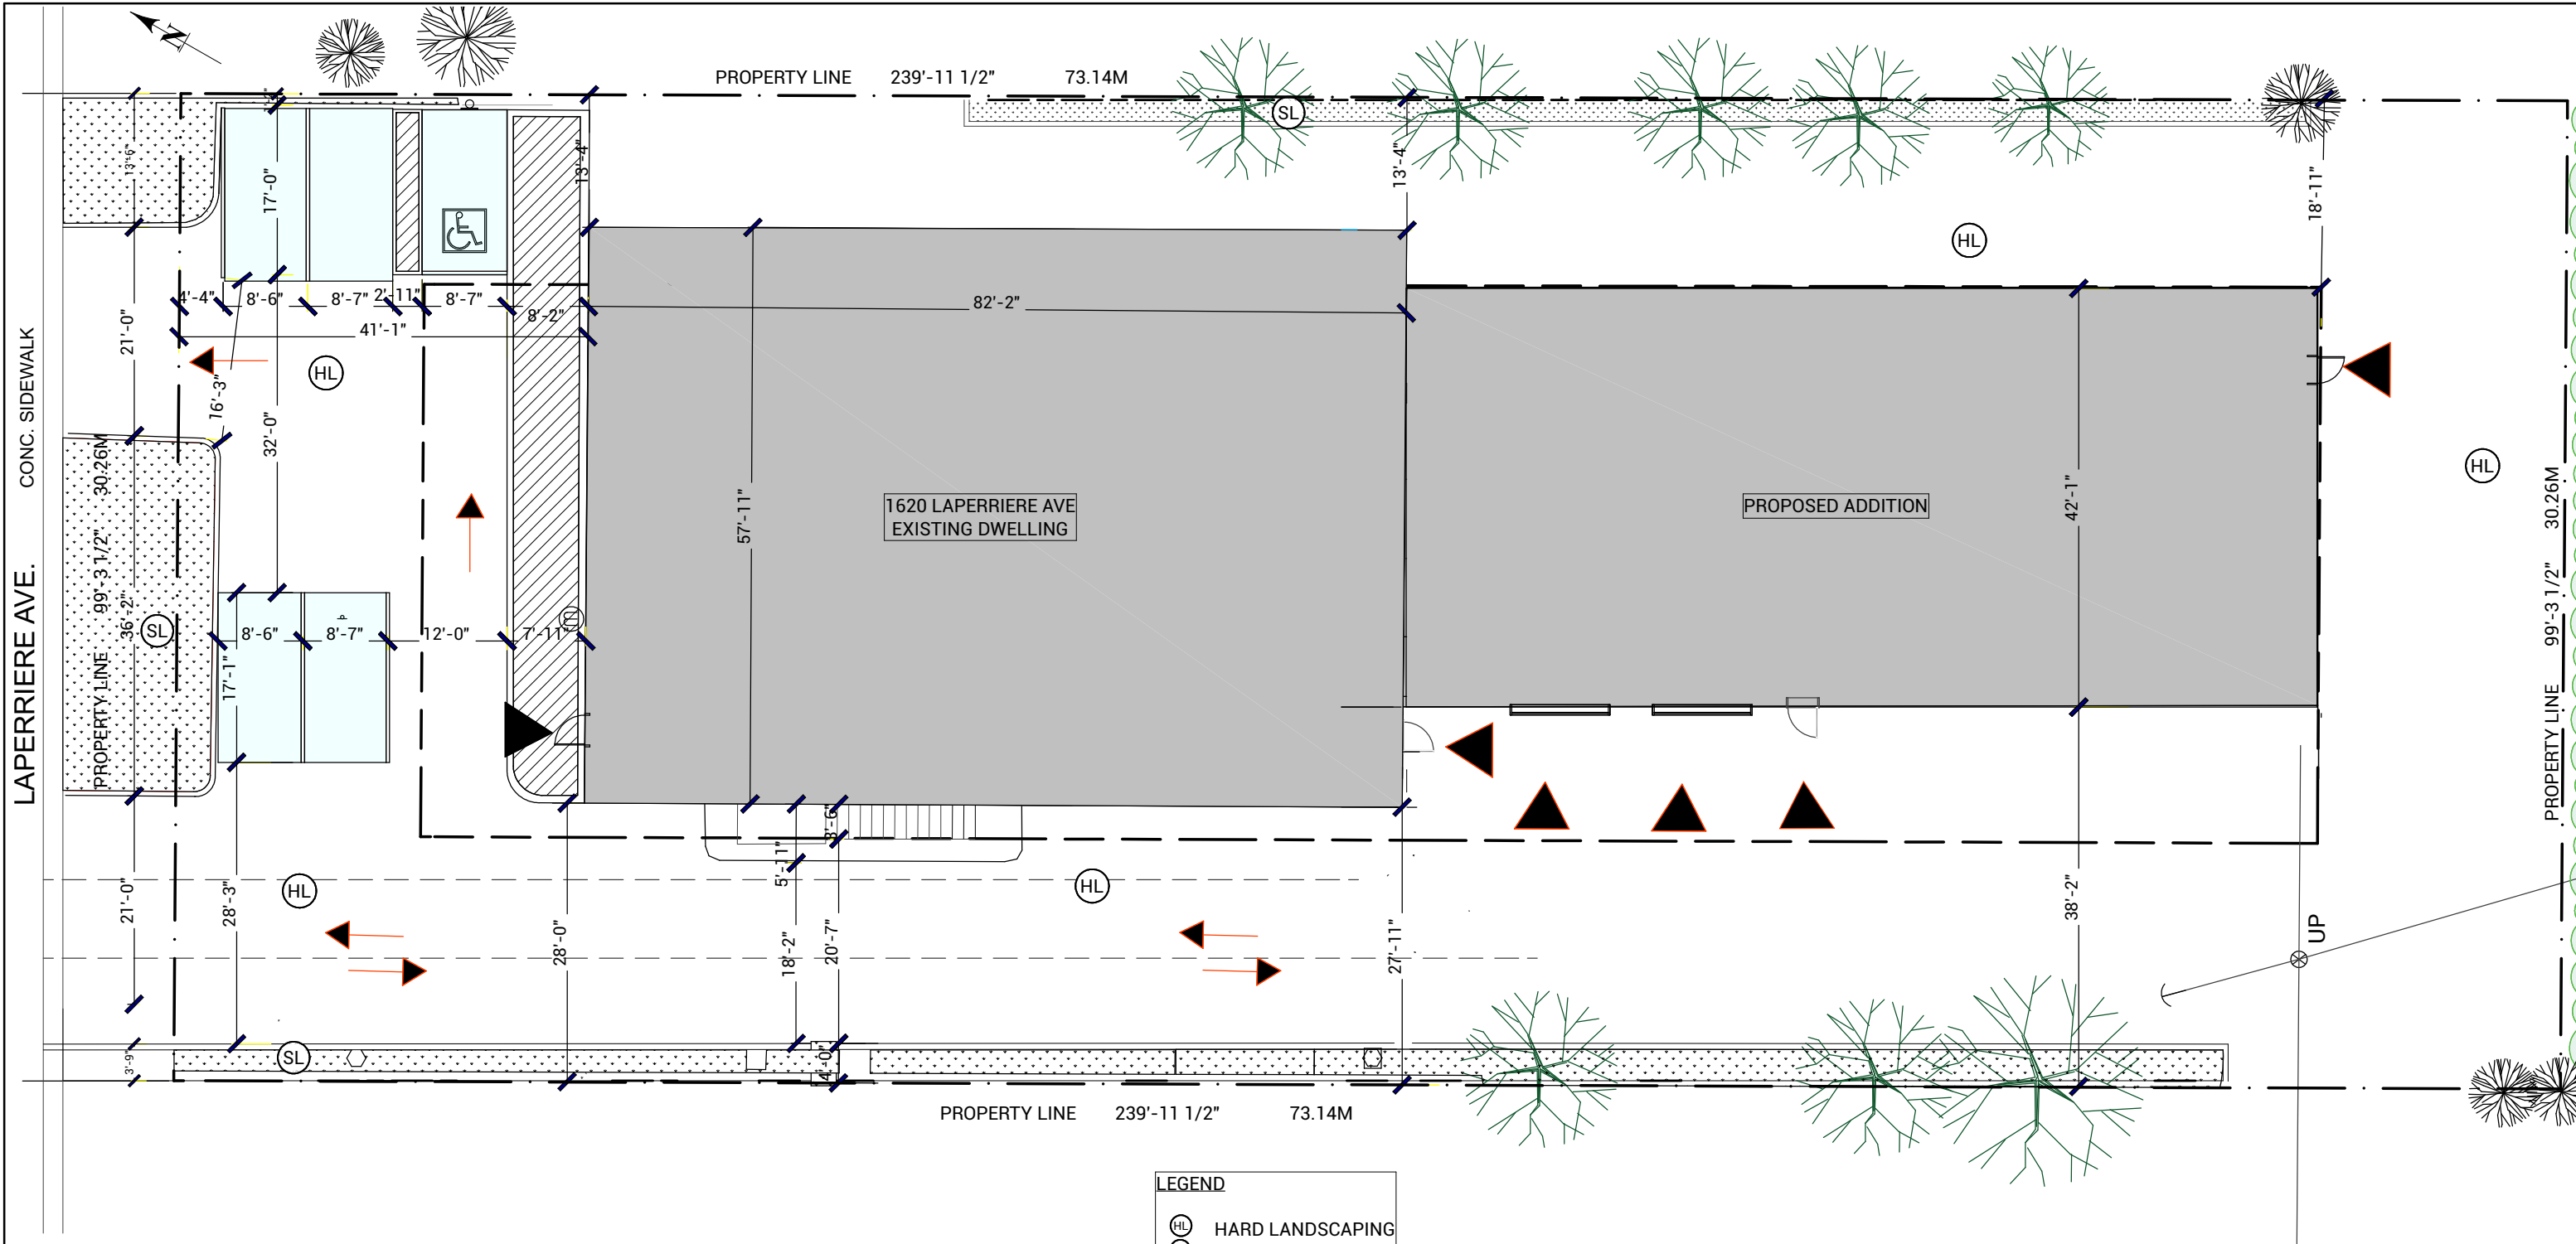 N
PROPERTY LINE 239'-11 1/2" 73.14M
SL
13'-6"
17'-0"
13'-4"
13'-4"
18'-11"
HL
4'-4" 8'-6" 8'-7" 2'-11" 8'-7" 8'-2"
82'-2"
41'-1"
21'-0"
HL
16'-3"
32'-0"
CONC. SIDEWALK
LAPERRIERE AVE.
PROPERTY LINE 99'-3 1/2" 30.26M
36'-2"
SL
57'-11"
1620 LAPERRIERE AVE
EXISTING DWELLING
PROPOSED ADDITION
42'-1"
HL
PROPERTY LINE 99'-3 1/2" 30.26M
8'-6" 8'-7" 12'-0" 7'-11"
P
17'-1"
5'-11"
21'-0"
28'-3"
HL
28'-0"
18'-2"
20'-7"
HL
27'-11"
38'-2"
UP
3'-9"
SL
4'-0"
PROPERTY LINE 239'-11 1/2" 73.14M
LEGEND
HL HARD LANDSCAPING